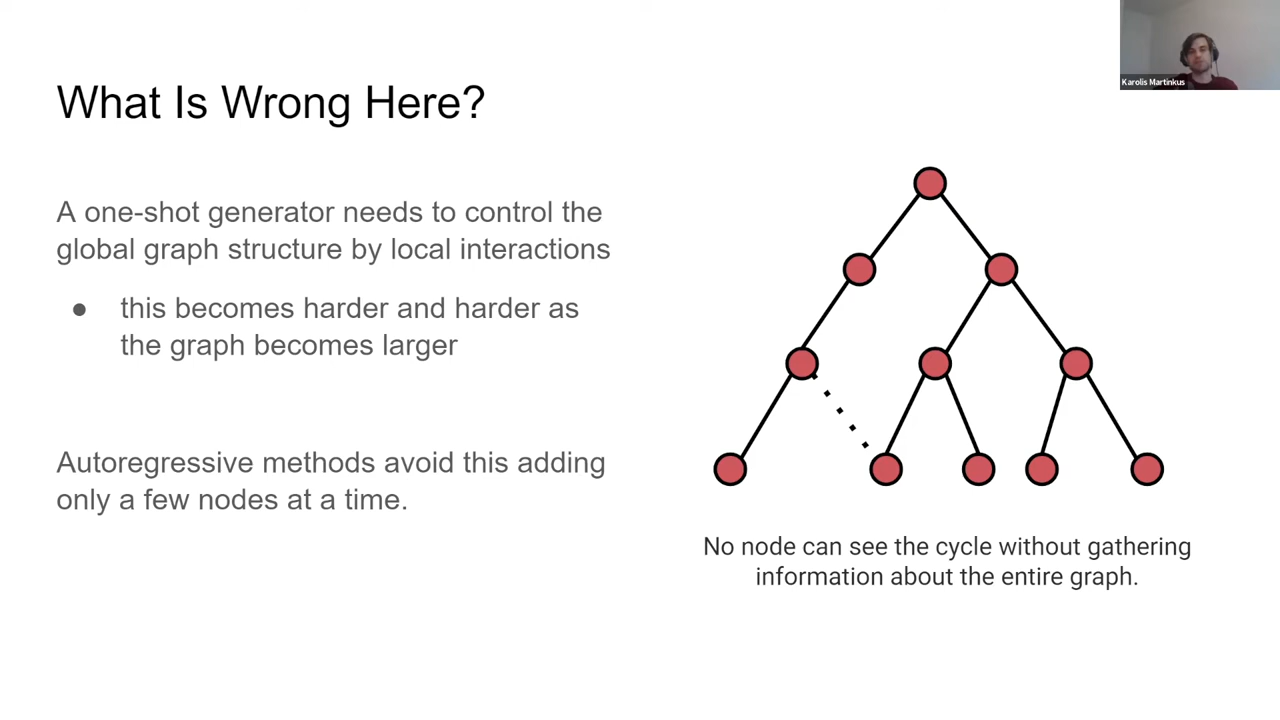 Karolis Martinkus
What Is Wrong Here?
A one-shot generator needs to control the
global graph structure by local interactions
● this becomes harder and harder as
the graph becomes larger
Autoregressive methods avoid this adding
only a few nodes at a time.
No node can see the cycle without gathering
information about the entire graph.